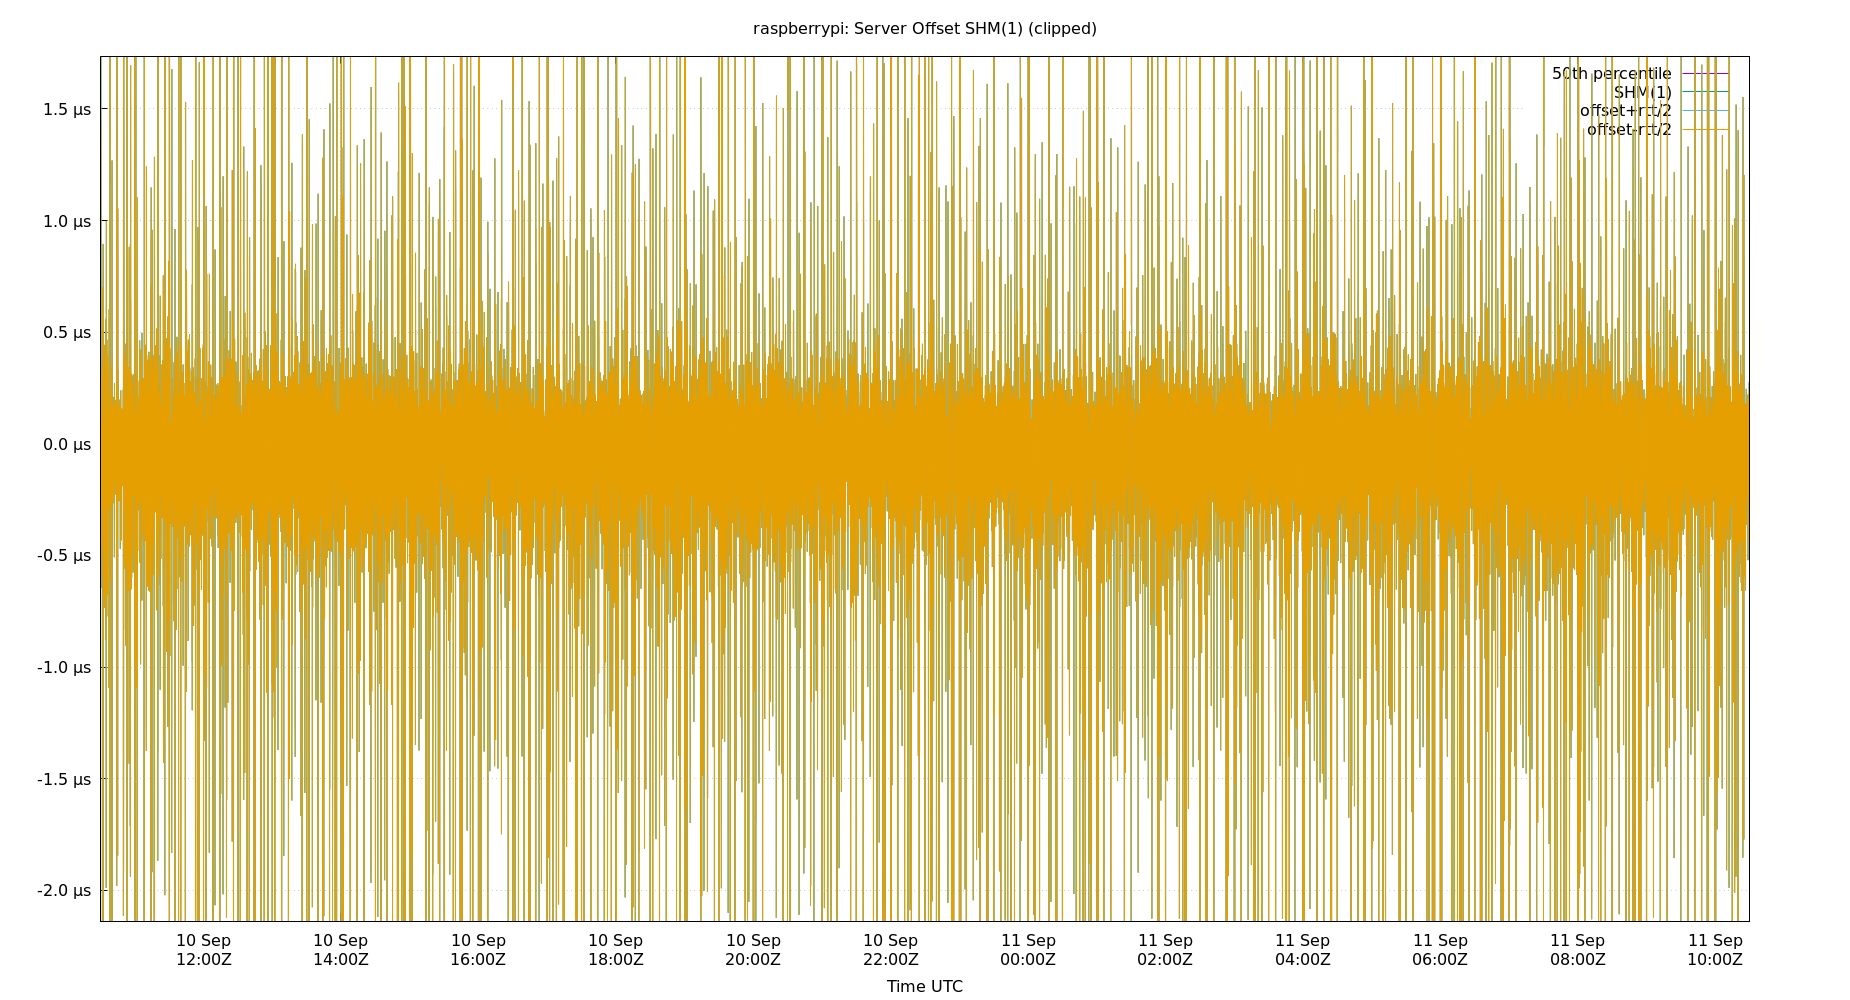 raspberrypi: Server Offset SHM(1) (clipped)
50th percentile
SHM(1)
offset+rtt/2
offset-rtt/2
1.5 µs
1.0 µs
0.5 µs
0.0 µs
-0.5 µs
-1.0 µs
-1.5 µs
-2.0 µs
10 Sep 10 Sep 10 Sep 10 Sep 10 Sep 10 Sep 11 Sep 11 Sep 11 Sep 11 Sep 11 Sep 11 Sep
12:00Z 14:00Z 16:00Z 18:00Z 20:00Z 22:00Z 00:00Z 02:00Z 04:00Z 06:00Z 08:00Z 10:00Z
Time UTC